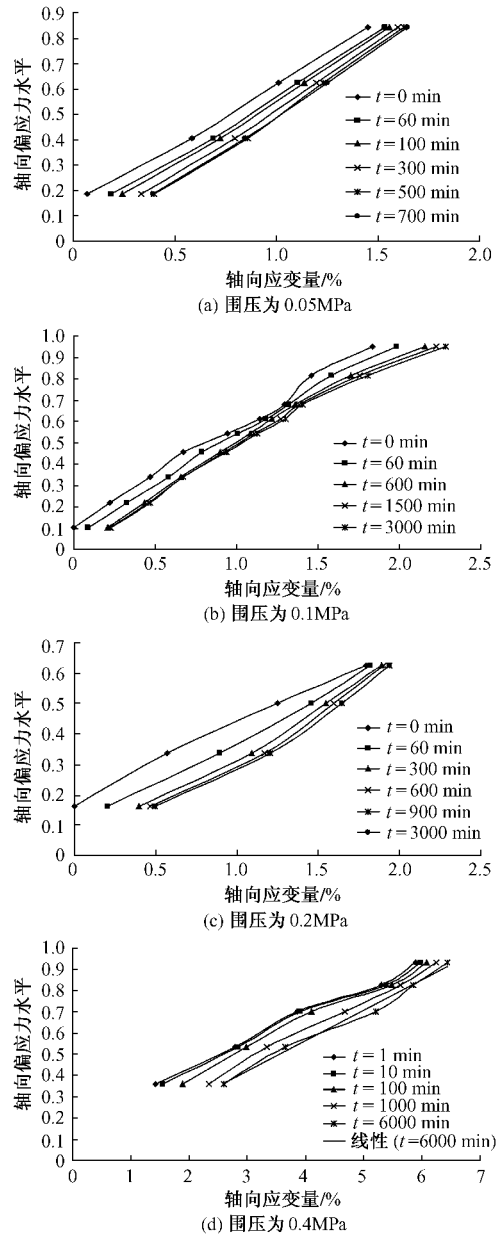 0.9
0.8
0.7
0.6
0.5
0.4
0.3
0.2
0.1
0
轴向偏应力水平
t=0 min
t=60 min
t=100 min
t=300 min
t=500 min
t=700 min
0 0.5 1.0 1.5 2.0
轴向应变量/%
(a) 围压为 0.05MPa
1.0
0.9
0.8
0.7
0.6
0.5
0.4
0.3
0.2
0.1
0
轴向偏应力水平
t=0 min
t=60 min
t=600 min
t=1500 min
t=3000 min
0 0.5 1.0 1.5 2.0 2.5
轴向应变量/%
(b) 围压为 0.1MPa
0.7
0.6
0.5
0.4
0.3
0.2
0.1
0
轴向偏应力水平
t=0 min
t=60 min
t=300 min
t=600 min
t=900 min
t=3000 min
0 0.5 1.0 1.5 2.0 2.5
轴向应变量/%
(c) 围压为 0.2MPa
1.0
0.9
0.8
0.7
0.6
0.5
0.4
0.3
0.2
0.1
0
轴向偏应力水平
t=1 min
t=10 min
t=100 min
t=1000 min
t=6000 min
线性 (t=6000 min)
0 1 2 3 4 5 6 7
轴向应变量/%
(d) 围压为 0.4MPa